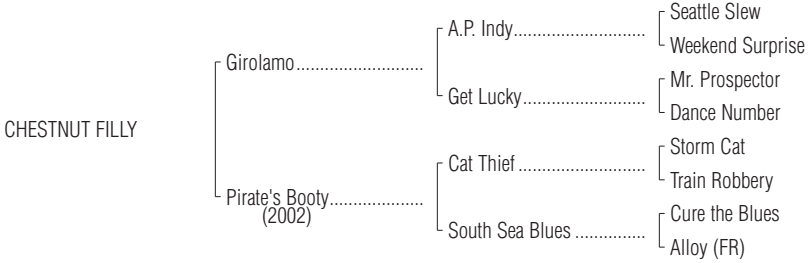 Seattle Slew
A.P. Indy..................................
Weekend Surprise
Girolamo..................................
Mr. Prospector
Get Lucky................................
Dance Number
CHESTNUT FILLY
Storm Cat
Cat Thief..................................
Train Robbery
Pirate's Booty.........................
(2002)
Cure the Blues
South Sea Blues ...................
Alloy (FR)